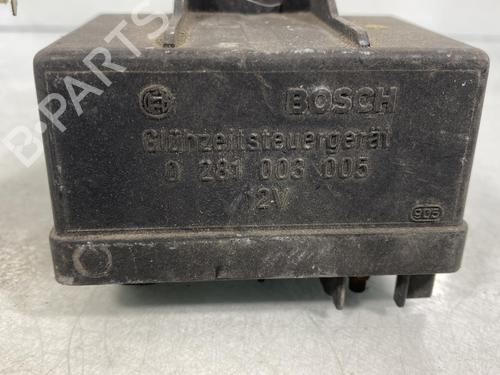 BOSCH
Glühzeitsteuergerät
0 281 003 005
12V
905
B-PARTS